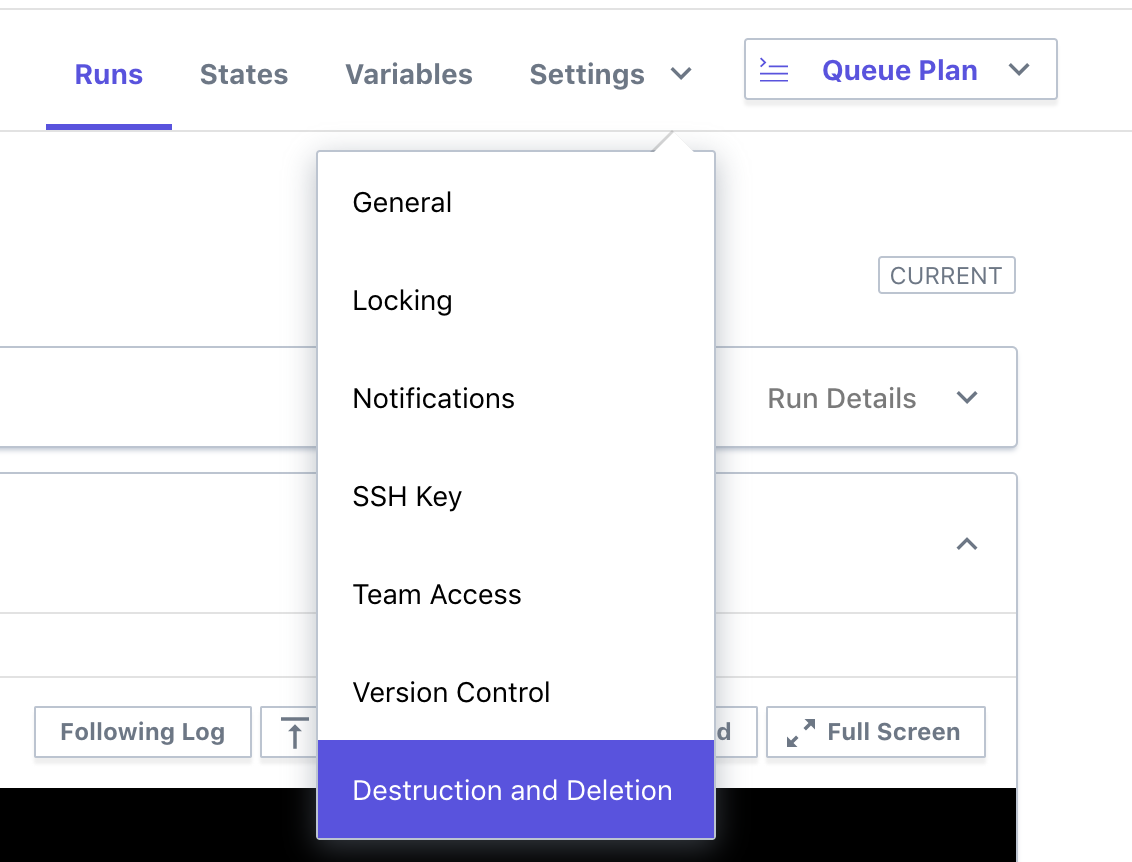 Runs States Variables Settings Queue Plan
General
CURRENT
Locking
Notifications
Run Details
SSH Key
Team Access
Version Control
Following Log
Full Screen
Destruction and Deletion